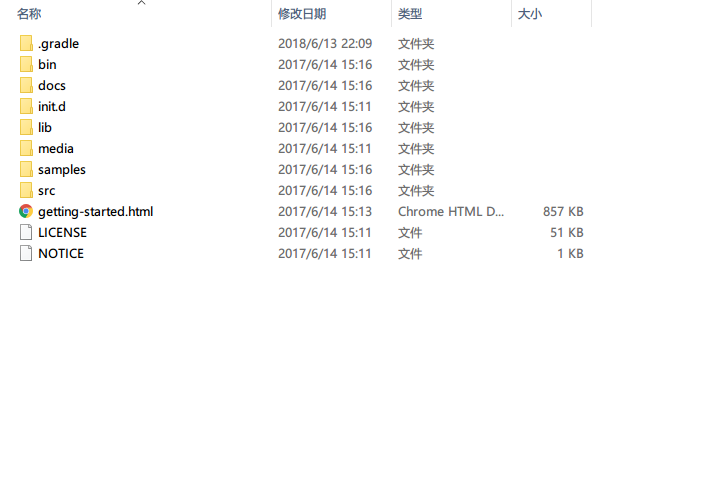 名称 修改日期 类型 大小
.gradle 2018/6/13 22:09 文件夹
bin 2017/6/14 15:16 文件夹
docs 2017/6/14 15:16 文件夹
init.d 2017/6/14 15:11 文件夹
lib 2017/6/14 15:16 文件夹
media 2017/6/14 15:11 文件夹
samples 2017/6/14 15:16 文件夹
src 2017/6/14 15:16 文件夹
getting-started.html 2017/6/14 15:13 Chrome HTML D... 857 KB
LICENSE 2017/6/14 15:11 文件 51 KB
NOTICE 2017/6/14 15:11 文件 1 KB